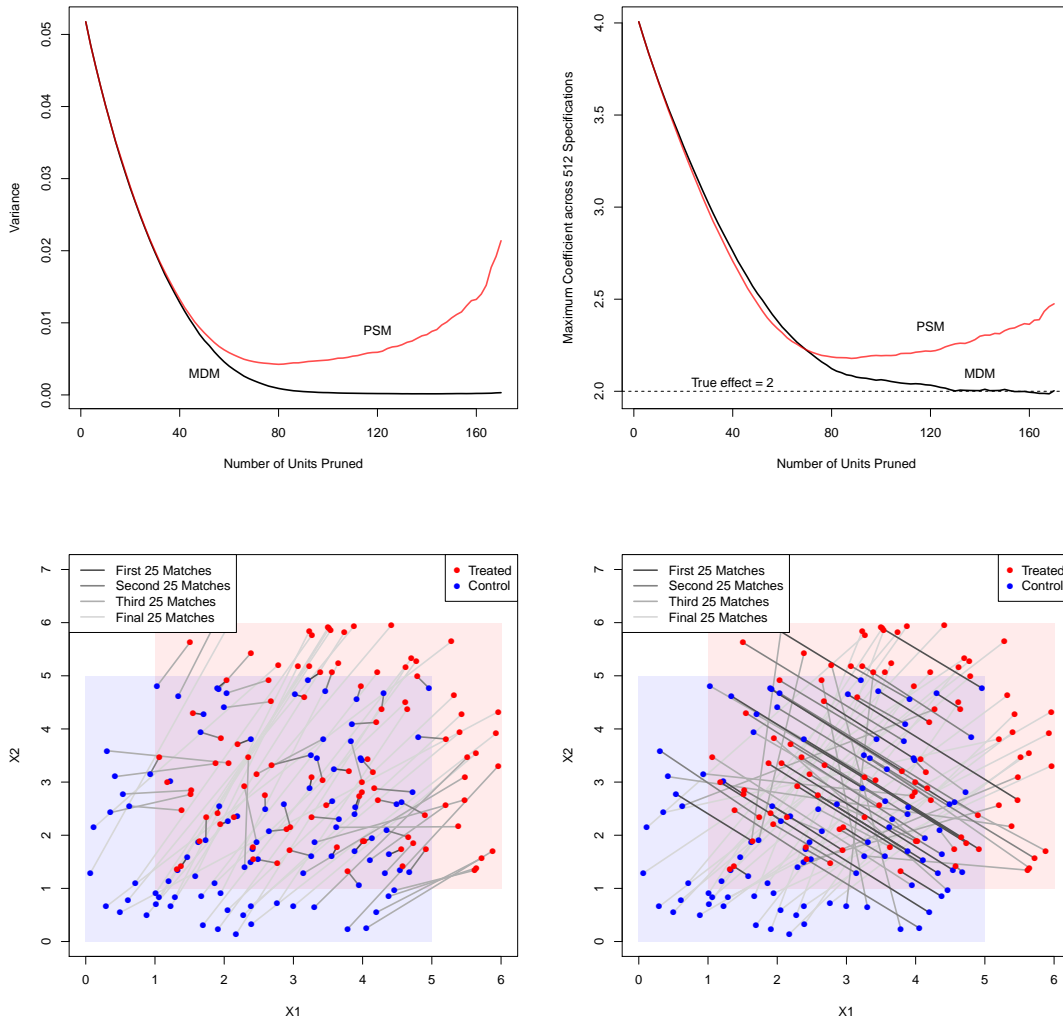 Variance
0.00
0.01
0.02
0.03
0.04
0.05
PSM
MDM
0
40
80
120
160
Number of Units Pruned
Maximum Coefficient across 512 Specifications
2.0
2.5
3.0
3.5
4.0
PSM
MDM
True effect = 2
0
40
80
120
160
Number of Units Pruned
X2
0
1
2
3
4
5
6
7
First 25 Matches
Second 25 Matches
Third 25 Matches
Final 25 Matches
Treated
Control
0
1
2
3
4
5
6
X1
X2
0
1
2
3
4
5
6
7
First 25 Matches
Second 25 Matches
Third 25 Matches
Final 25 Matches
Treated
Control
0
1
2
3
4
5
6
X1